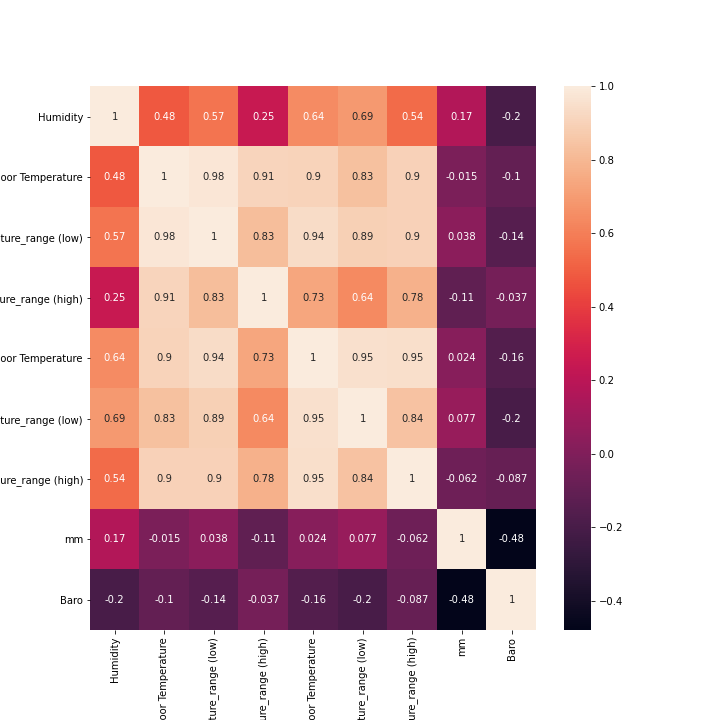 Humidity 1 0.48 0.57 0.25 0.64 0.69 0.54 0.17 -0.2
oor Temperature 0.48 1 0.98 0.91 0.9 0.83 0.9 -0.015 -0.1
ture_range (low) 0.57 0.98 1 0.83 0.94 0.89 0.9 0.038 -0.14
ure_range (high) 0.25 0.91 0.83 1 0.73 0.64 0.78 -0.11 -0.037
oor Temperature 0.64 0.9 0.94 0.73 1 0.95 0.95 0.024 -0.16
ture_range (low) 0.69 0.83 0.89 0.64 0.95 1 0.84 0.077 -0.2
ure_range (high) 0.54 0.9 0.9 0.78 0.95 0.84 1 -0.062 -0.087
mm 0.17 -0.015 0.038 -0.11 0.024 0.077 -0.062 1 -0.48
Baro -0.2 -0.1 -0.14 -0.037 -0.16 -0.2 -0.087 -0.48 1
Humidity
oor Temperature
ture_range (low)
ure_range (high)
oor Temperature
ture_range (low)
ure_range (high)
mm
Baro
1.0
0.8
0.6
0.4
0.2
0.0
−0.2
−0.4